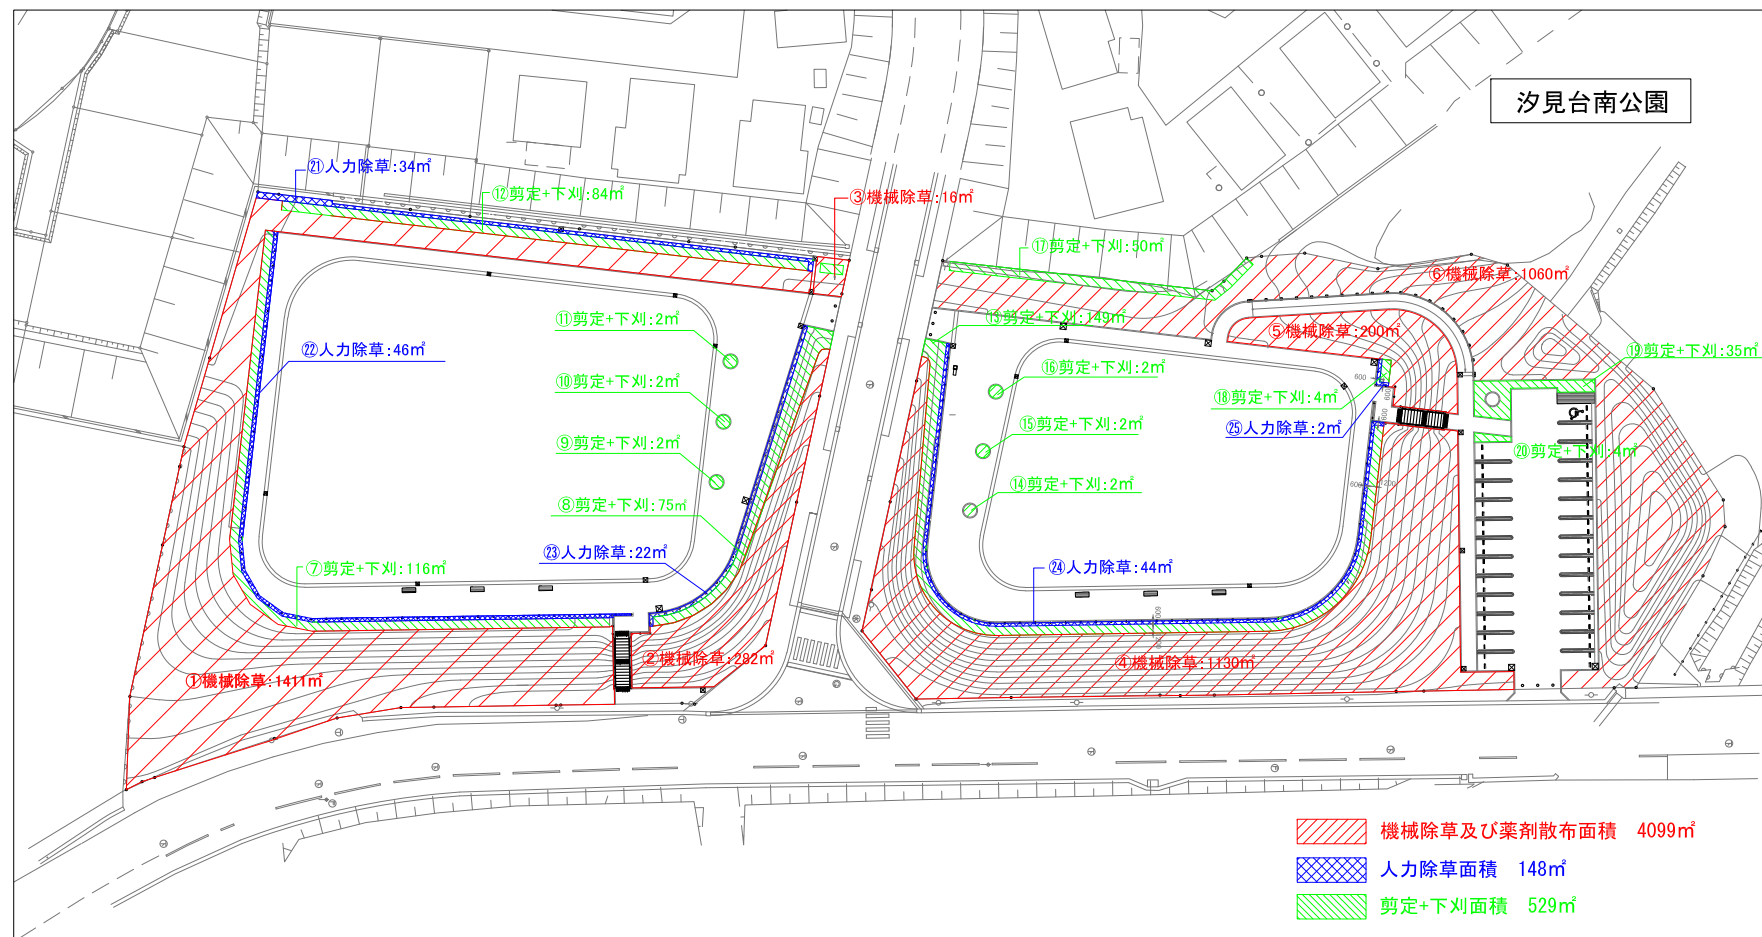 汐見台南公園
㉑人力除草:34㎡
⑫剪定+下刈:84㎡
③機械除草:16㎡
⑰剪定+下刈:50㎡
⑥機械除草:1060㎡
⑪剪定+下刈:2㎡
⑬剪定+下刈:149㎡
⑤機械除草:200㎡
㉒人力除草:46㎡
⑲剪定+下刈:35㎡
⑩剪定+下刈:2㎡
⑯剪定+下刈:2㎡
⑱剪定+下刈:4㎡
⑨剪定+下刈:2㎡
⑮剪定+下刈:2㎡
㉕人力除草:2㎡
⑳剪定+下刈:4㎡
⑧剪定+下刈:75㎡
⑭剪定+下刈:2㎡
㉓人力除草:22㎡
⑦剪定+下刈:116㎡
㉔人力除草:44㎡
②機械除草:282㎡
④機械除草:1130㎡
①機械除草:1411㎡
600
600
600
600
1200
600
機械除草及び薬剤散布面積 4099㎡
人力除草面積 148㎡
剪定+下刈面積 529㎡